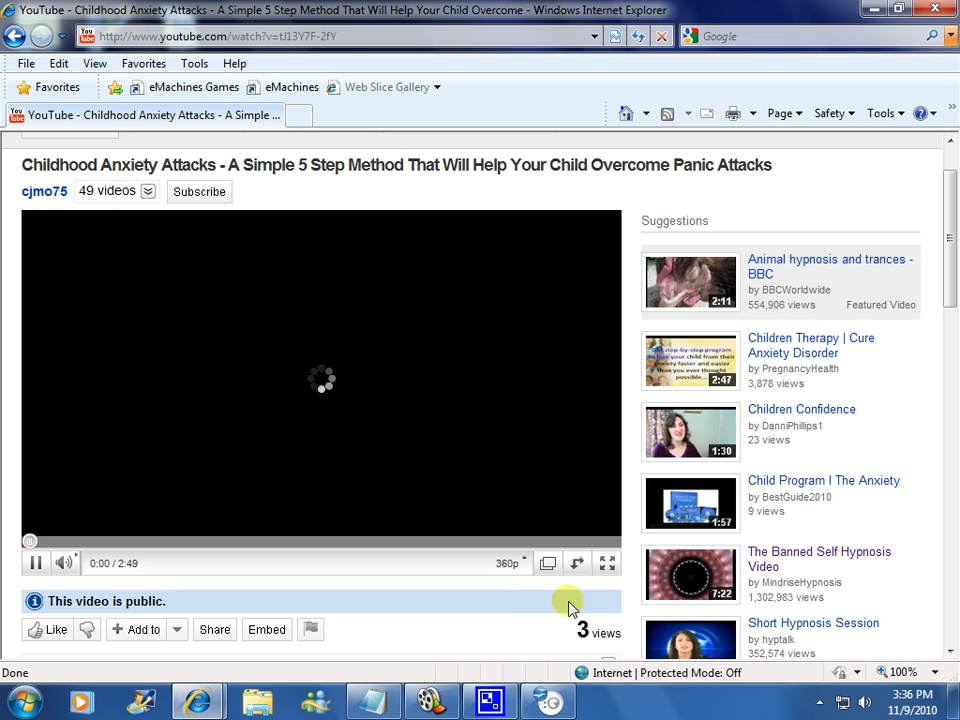 YouTube - Childhood Anxiety Attacks - A Simple 5 Step Method That Will Help Your Child Overcome - Windows Internet Explorer
http://www.youtube.com/watch?v=tJ13Y7F-2fY
Google
File Edit View Favorites Tools Help
Favorites eMachines Games eMachines Web Slice Gallery
YouTube - Childhood Anxiety Attacks - A Simple ...
Page Safety Tools
Childhood Anxiety Attacks - A Simple 5 Step Method That Will Help Your Child Overcome Panic Attacks
cjmo75 49 videos Subscribe
Suggestions
Animal hypnosis and trances -
BBC
by BBCWorldwide
554,906 views Featured Video
2:11
Children Therapy | Cure
Anxiety Disorder
by PregnancyHealth
3,878 views
2:47
Children Confidence
by DanniPhillips1
23 views
1:30
Child Program I The Anxiety
by BestGuide2010
9 views
1:57
The Banned Self Hypnosis
Video
by MindriseHypnosis
1,302,983 views
7:22
Short Hypnosis Session
by hyptalk
352,574 views
0:00 / 2:49 360p
This video is public.
Like Add to Share Embed
3 views
Done Internet | Protected Mode: Off 100%
3:36 PM
11/9/2010